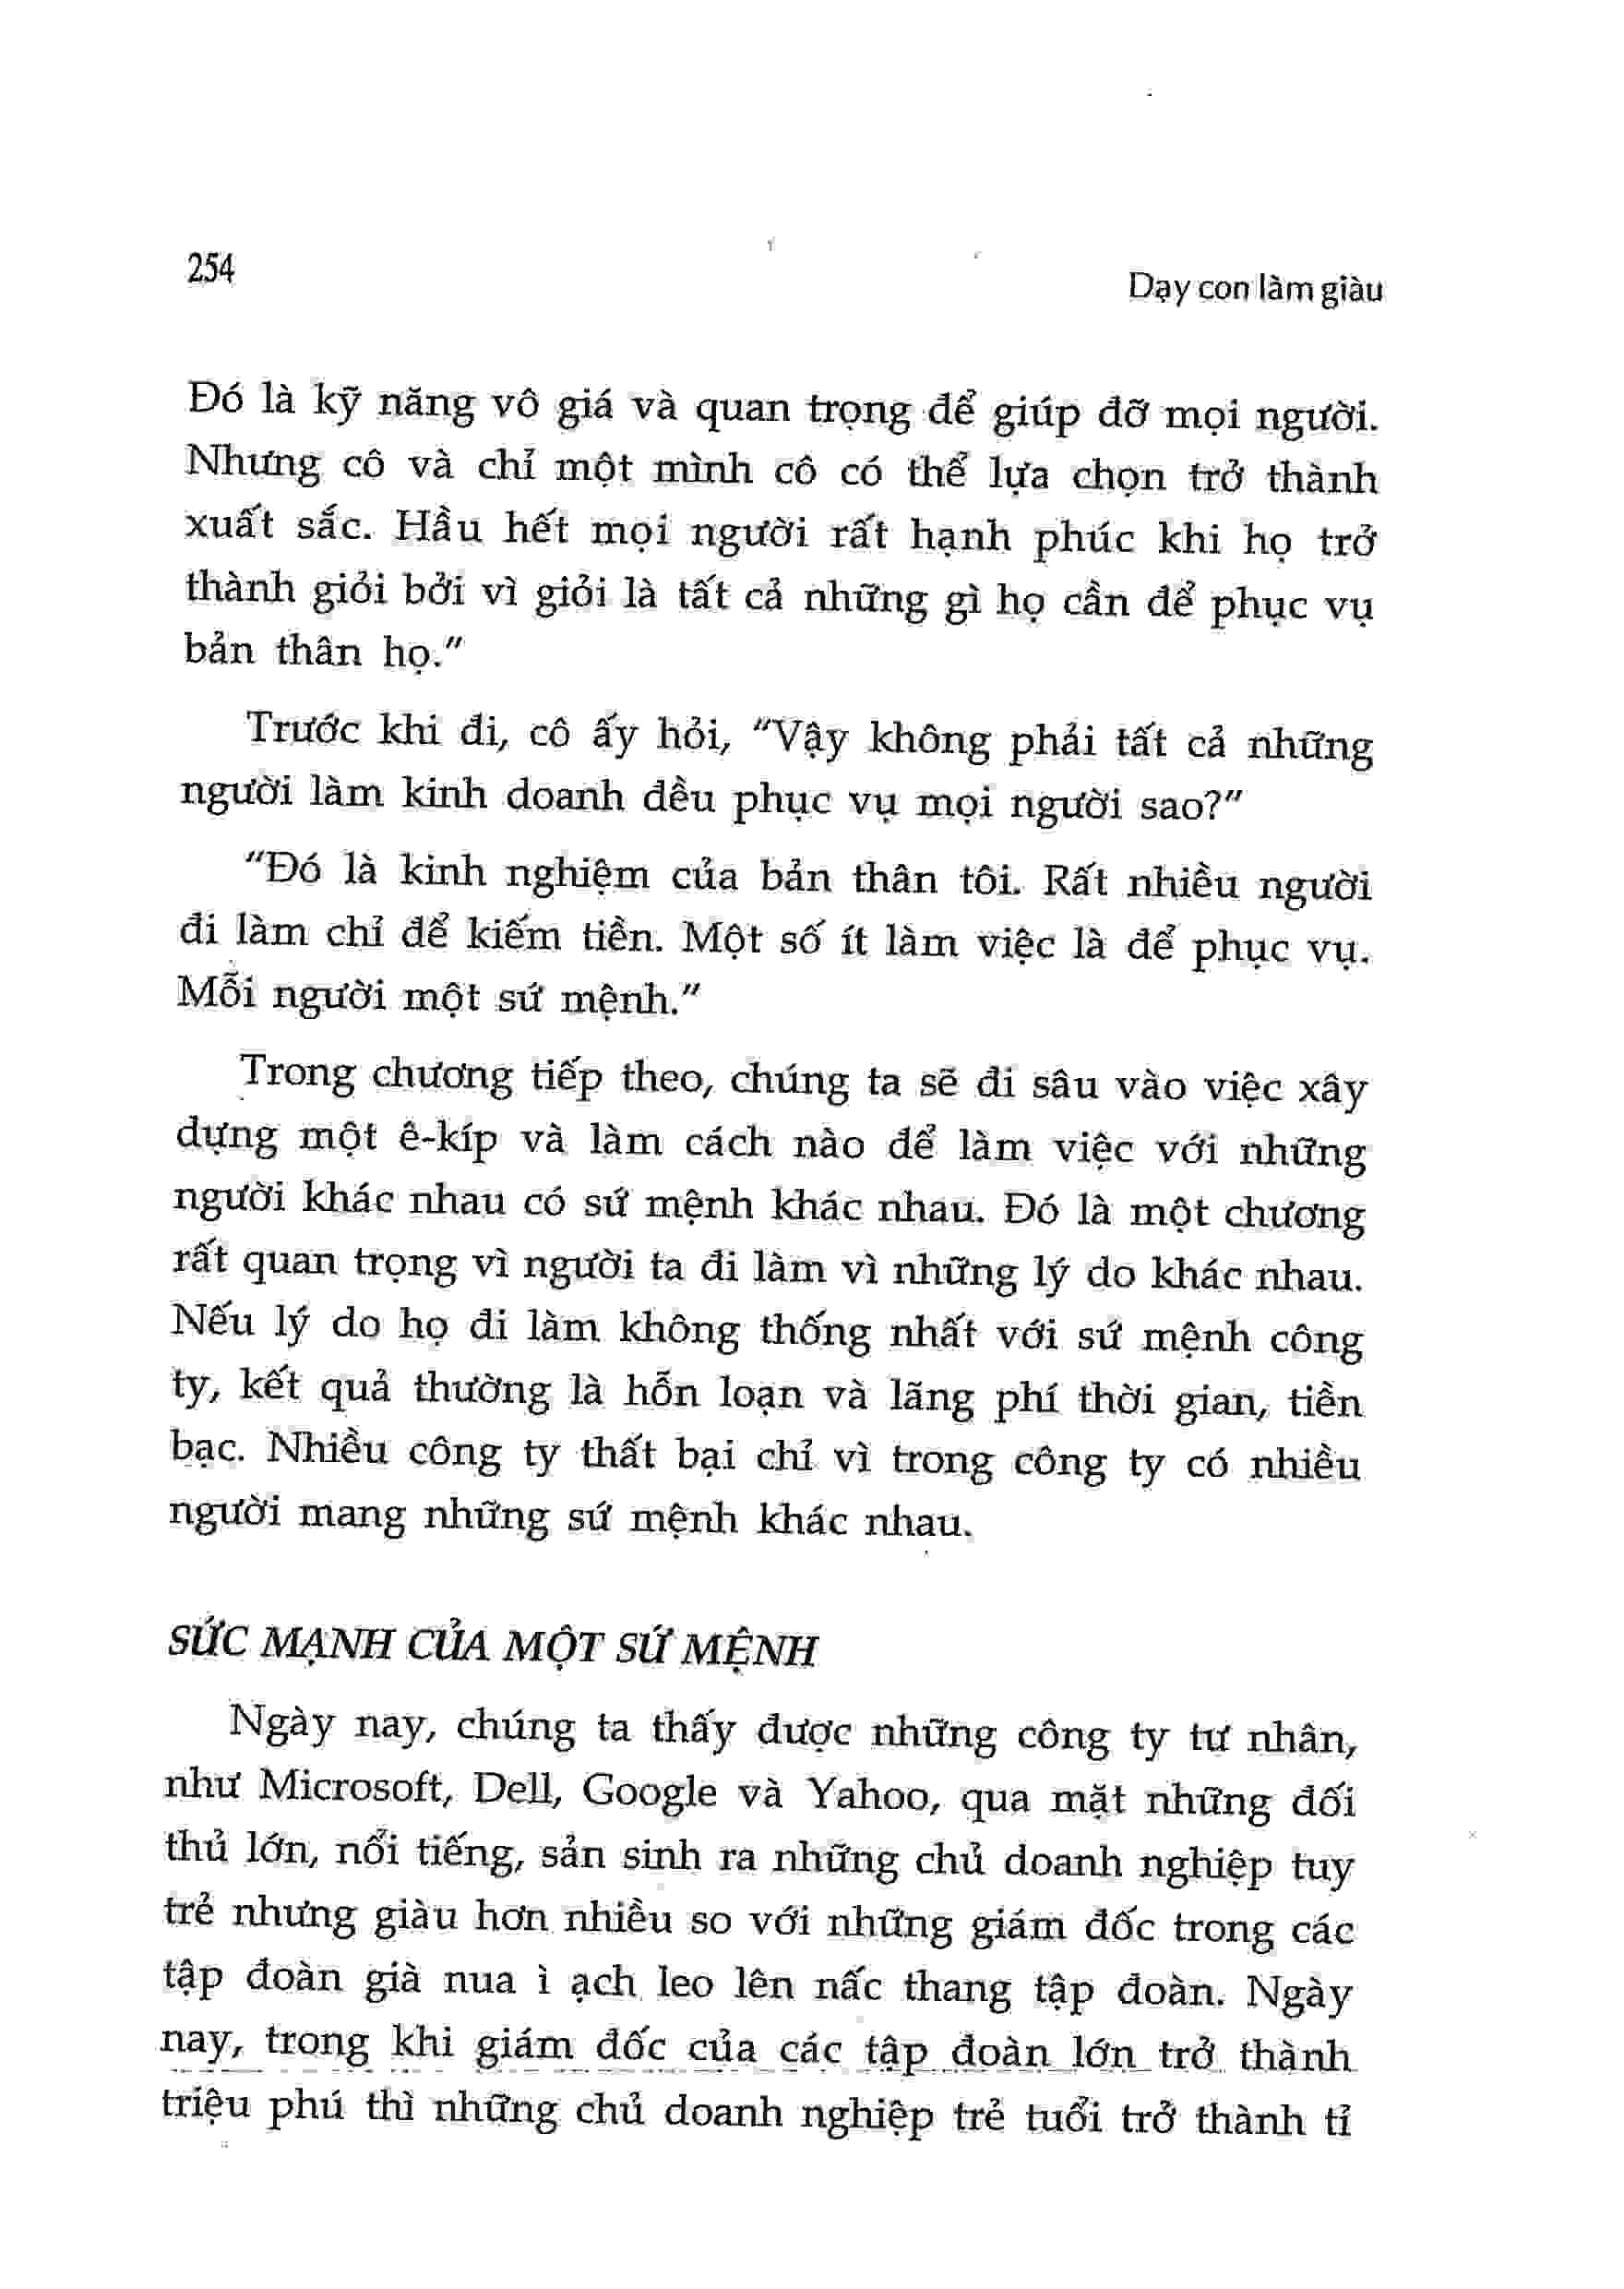 254
Dạy con làm giàu
Đó là kỹ năng vô giá và quan trọng để giúp đỡ mọi người.
Nhưng cô và chỉ một mình cô có thể lựa chọn trở thành
xuất sắc. Hầu hết mọi người rất hạnh phúc khi họ trở
thành giỏi bởi vì giỏi là tất cả những gì họ cần để phục vụ
bản thân họ.”
Trước khi đi, cô ấy hỏi, “Vậy không phải tất cả những
người làm kinh doanh đều phục vụ mọi người sao?”
“Đó là kinh nghiệm của bản thân tôi. Rất nhiều người
đi làm chỉ để kiếm tiền. Một số ít làm việc là để phục vụ.
Mỗi người một sứ mệnh.”
Trong chương tiếp theo, chúng ta sẽ đi sâu vào việc xây
dựng một ê-kíp và làm cách nào để làm việc với những
người khác nhau có sứ mệnh khác nhau. Đó là một chương
rất quan trọng vì người ta đi làm vì những lý do khác nhau.
Nếu lý do họ đi làm không thống nhất với sứ mệnh công
ty, kết quả thường là hỗn loạn và lãng phí thời gian, tiền
bạc. Nhiều công ty thất bại chỉ vì trong công ty có nhiều
người mang những sứ mệnh khác nhau.
SỨC MẠNH CỦA MỘT SỨ MỆNH
Ngày nay, chúng ta thấy được những công ty tư nhân,
như Microsoft, Dell, Google và Yahoo, qua mặt những đối
thủ lớn, nổi tiếng, sản sinh ra những chủ doanh nghiệp tuy
trẻ nhưng giàu hơn nhiều so với những giám đốc trong các
tập đoàn già nua ì ạch leo lên nấc thang tập đoàn. Ngày
nay, trong khi giám đốc của các tập đoàn lớn trở thành
triệu phú thì những chủ doanh nghiệp trẻ tuổi trở thành tỉ